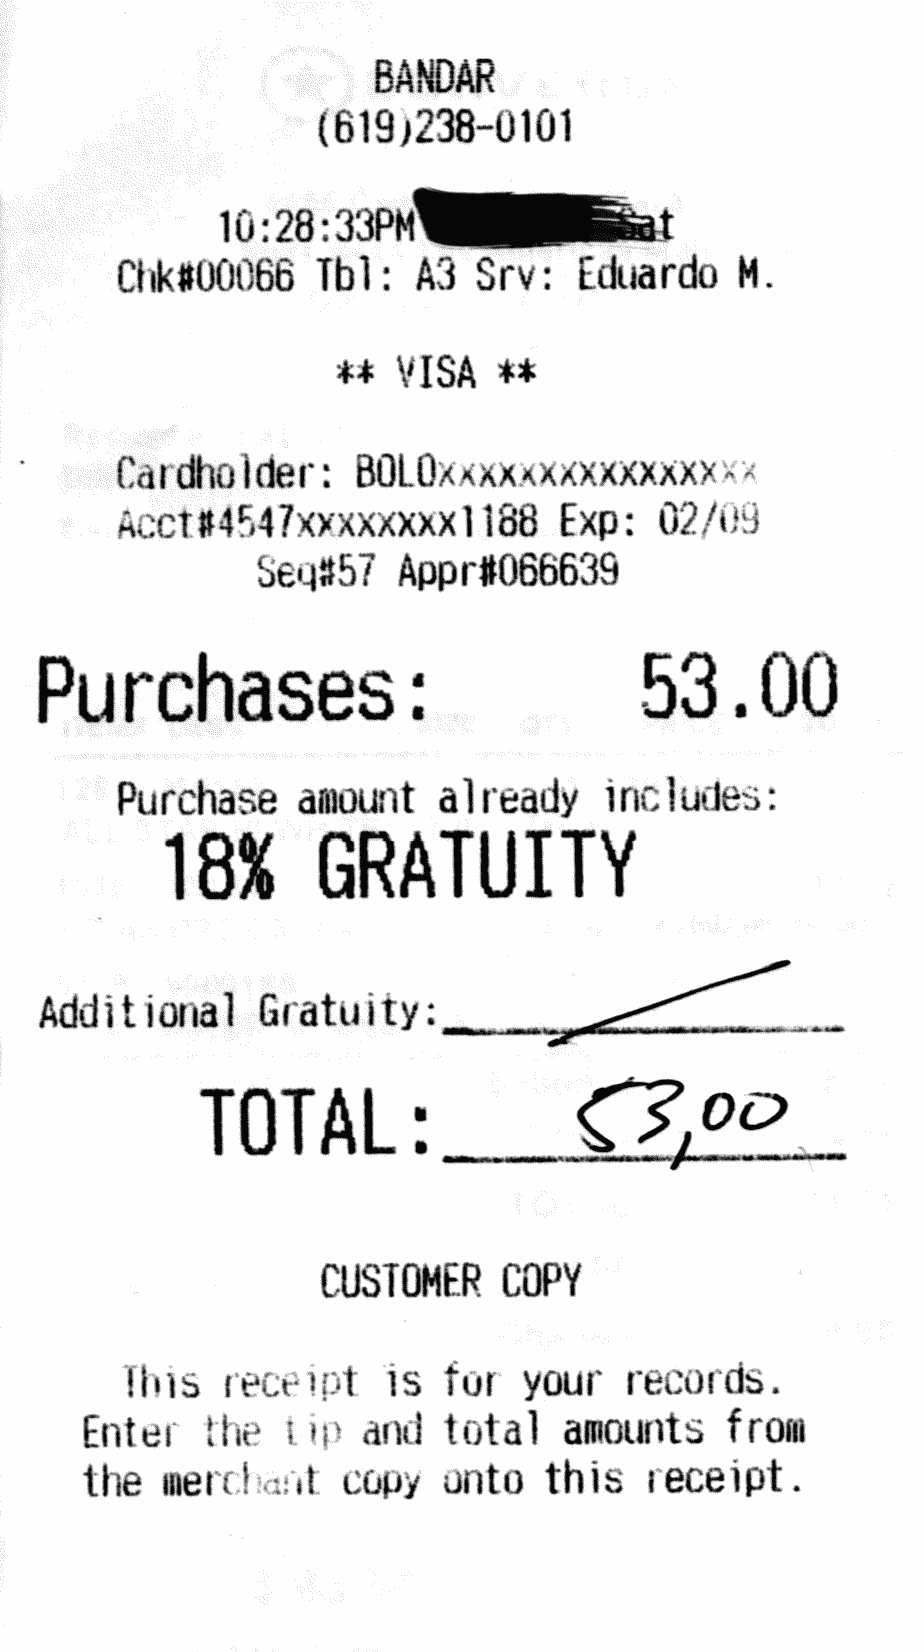 BANDAR
(619)238-0101
10:28:33PM Sat
Chk#00066 Tbl: A3 Srv: Eduardo M.
** VISA **
Cardholder: BOLOxxxxxxxxxxxxxxxx
Acct#4547xxxxxxxx1188 Exp: 02/09
Seq#57 Appr#066639
Purchases: 53.00
Purchase amount already includes:
18% GRATUITY
Additional Gratuity:
TOTAL: 53,00
CUSTOMER COPY
This receipt is for your records.
Enter the tip and total amounts from
the merchant copy onto this receipt.